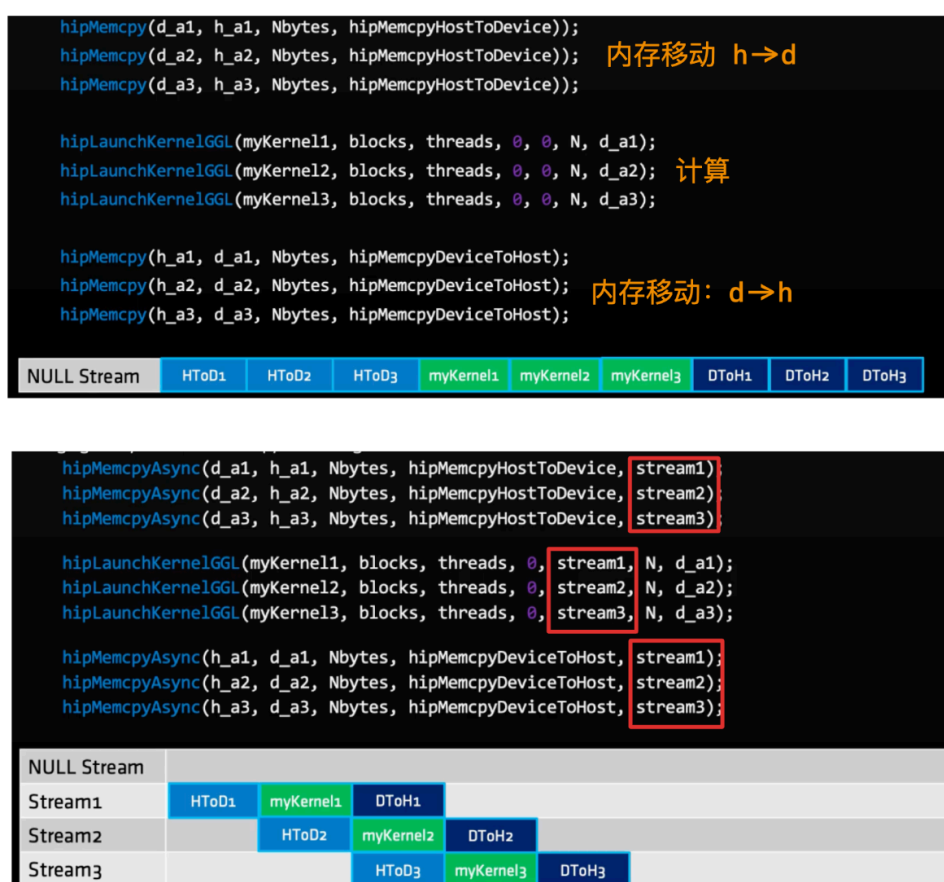 hipMemcpy(d_a1, h_a1, Nbytes, hipMemcpyHostToDevice));
hipMemcpy(d_a2, h_a2, Nbytes, hipMemcpyHostToDevice));
hipMemcpy(d_a3, h_a3, Nbytes, hipMemcpyHostToDevice));
内存移动 h→d
hipLaunchKernelGGL(myKernel1, blocks, threads, 0, 0, N, d_a1);
hipLaunchKernelGGL(myKernel2, blocks, threads, 0, 0, N, d_a2);
hipLaunchKernelGGL(myKernel3, blocks, threads, 0, 0, N, d_a3);
计算
hipMemcpy(h_a1, d_a1, Nbytes, hipMemcpyDeviceToHost);
hipMemcpy(h_a2, d_a2, Nbytes, hipMemcpyDeviceToHost);
hipMemcpy(h_a3, d_a3, Nbytes, hipMemcpyDeviceToHost);
内存移动：d→h
NULL Stream HToD1 HToD2 HToD3 myKernel1 myKernel2 myKernel3 DToH1 DToH2 DToH3
hipMemcpyAsync(d_a1, h_a1, Nbytes, hipMemcpyHostToDevice, stream1);
hipMemcpyAsync(d_a2, h_a2, Nbytes, hipMemcpyHostToDevice, stream2);
hipMemcpyAsync(d_a3, h_a3, Nbytes, hipMemcpyHostToDevice, stream3);
hipLaunchKernelGGL(myKernel1, blocks, threads, 0, stream1, N, d_a1);
hipLaunchKernelGGL(myKernel2, blocks, threads, 0, stream2, N, d_a2);
hipLaunchKernelGGL(myKernel3, blocks, threads, 0, stream3, N, d_a3);
hipMemcpyAsync(h_a1, d_a1, Nbytes, hipMemcpyDeviceToHost, stream1);
hipMemcpyAsync(h_a2, d_a2, Nbytes, hipMemcpyDeviceToHost, stream2);
hipMemcpyAsync(h_a3, d_a3, Nbytes, hipMemcpyDeviceToHost, stream3);
NULL Stream
Stream1 HToD1 myKernel1 DToH1
Stream2 HToD2 myKernel2 DToH2
Stream3 HToD3 myKernel3 DToH3